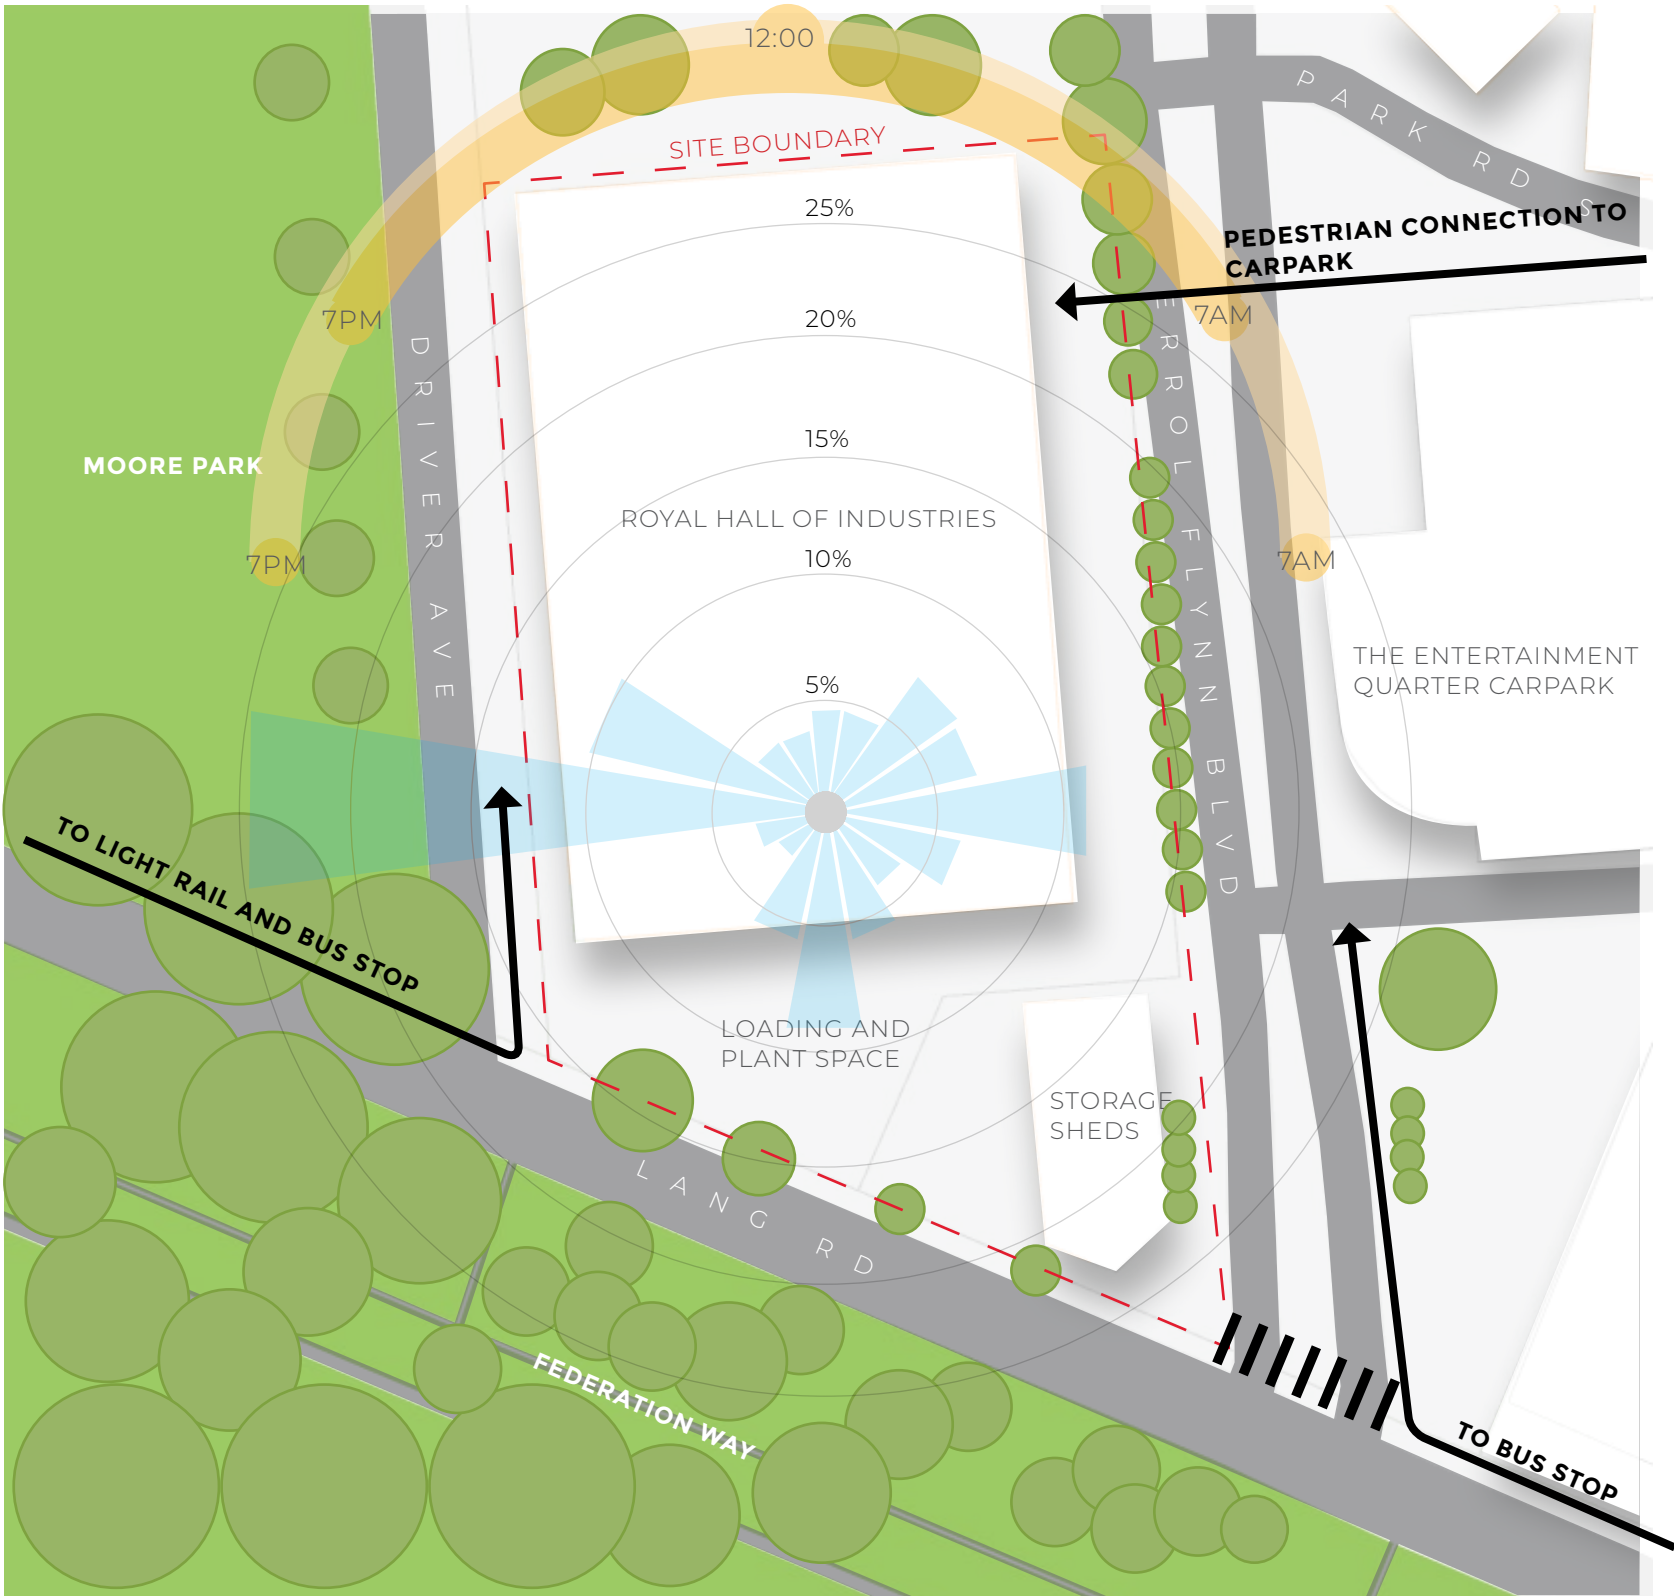 12:00
PARK RDS
SITE BOUNDARY
25%
PEDESTRIAN CONNECTION TO
CARPARK
7PM
20%
7AM
DRIVER AVE
ERROL FLYNN BLVD
15%
MOORE PARK
ROYAL HALL OF INDUSTRIES
10%
7PM
7AM
THE ENTERTAINMENT
QUARTER CARPARK
5%
TO LIGHT RAIL AND BUS STOP
LOADING AND
PLANT SPACE
STORAGE
SHEDS
LANG RD
FEDERATION WAY
TO BUS STOP